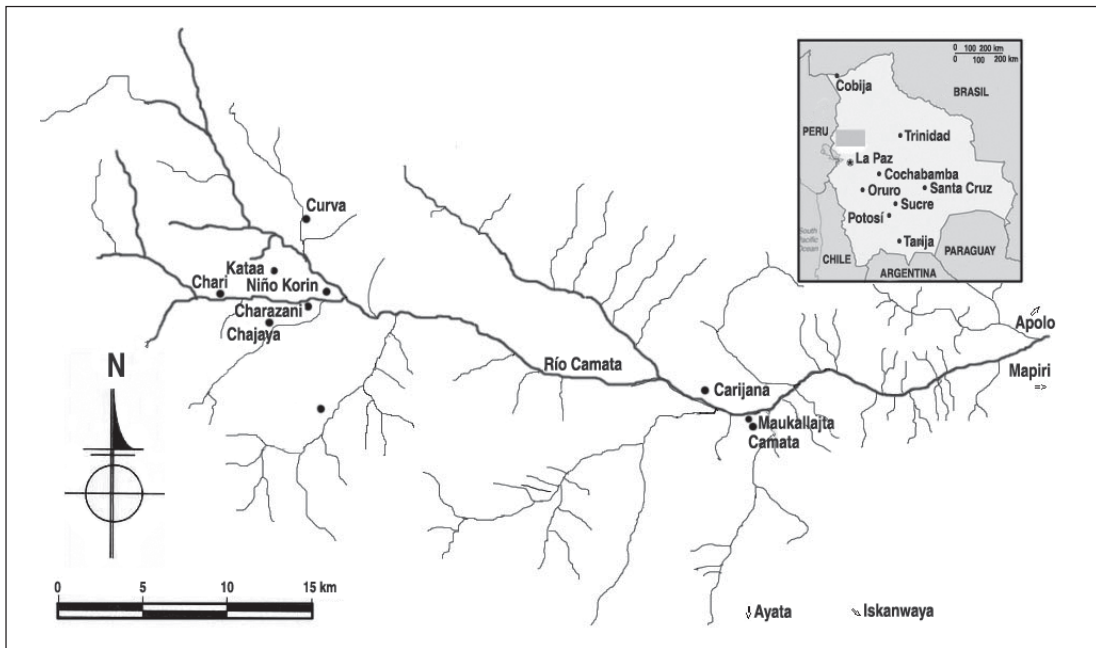 0 100 200 km
0 100 200 km
Cobija
BRASIL
PERU
Trinidad
La Paz
Cochabamba
Oruro
Santa Cruz
Sucre
Potosí
South
Pacific
Ocean
Tarija
PARAGUAY
CHILE
ARGENTINA
Curva
Kataa
Niño Korin
Chari
Charazani
Chajaya
Río Camata
Carijana
Maukallajta
Camata
Apolo
Mapiri
=>
N
0 5 10 15 km
Ayata
Iskanwaya